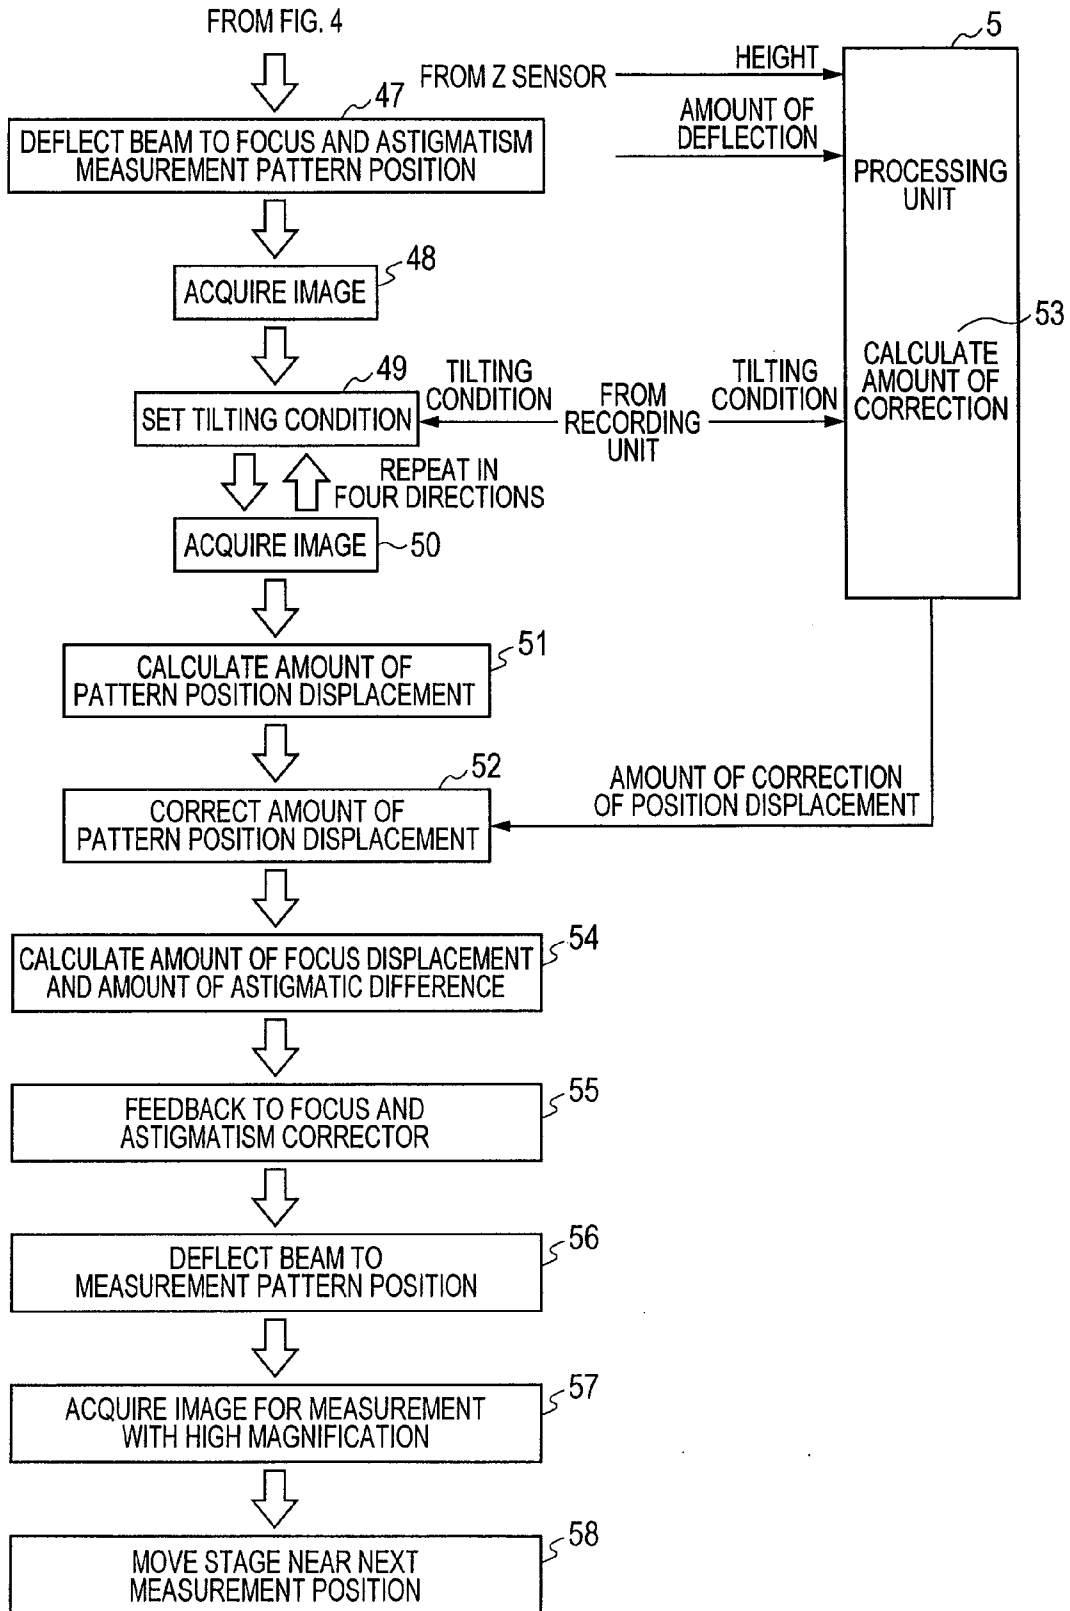 FROM FIG. 4
5
FROM Z SENSOR
HEIGHT
47
DEFLECT BEAM TO FOCUS AND ASTIGMATISM
MEASUREMENT PATTERN POSITION
AMOUNT OF
DEFLECTION
PROCESSING
UNIT
48
ACQUIRE IMAGE
53
CALCULATE
AMOUNT OF
CORRECTION
49
SET TILTING CONDITION
TILTING
CONDITION
FROM
RECORDING
UNIT
TILTING
CONDITION
REPEAT IN
FOUR DIRECTIONS
ACQUIRE IMAGE
50
51
CALCULATE AMOUNT OF
PATTERN POSITION DISPLACEMENT
52
CORRECT AMOUNT OF
PATTERN POSITION DISPLACEMENT
AMOUNT OF CORRECTION
OF POSITION DISPLACEMENT
54
CALCULATE AMOUNT OF FOCUS DISPLACEMENT
AND AMOUNT OF ASTIGMATIC DIFFERENCE
55
FEEDBACK TO FOCUS AND
ASTIGMATISM CORRECTOR
56
DEFLECT BEAM TO
MEASUREMENT PATTERN POSITION
57
ACQUIRE IMAGE FOR MEASUREMENT
WITH HIGH MAGNIFICATION
58
MOVE STAGE NEAR NEXT
MEASUREMENT POSITION